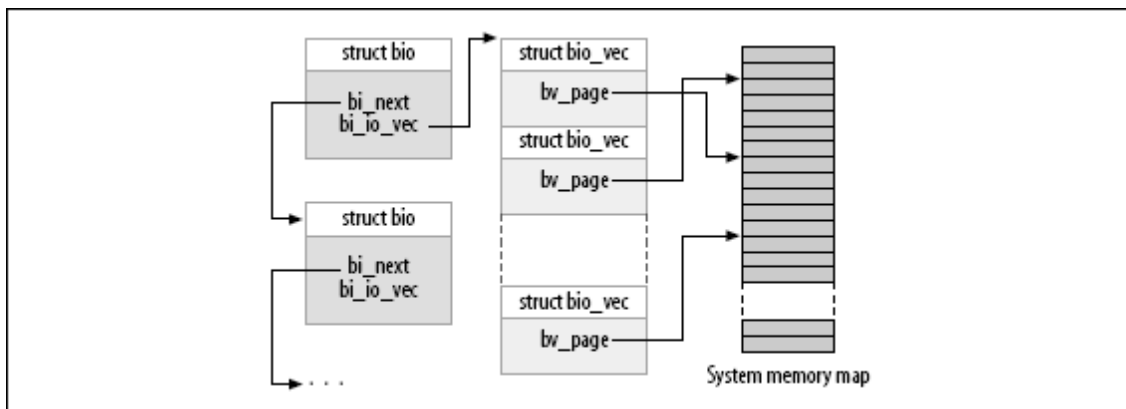 struct bio
bi_next
bi_io_vec
struct bio
bi_next
bi_io_vec
. . .
struct bio_vec
bv_page
struct bio_vec
bv_page
struct bio_vec
bv_page
System memory map